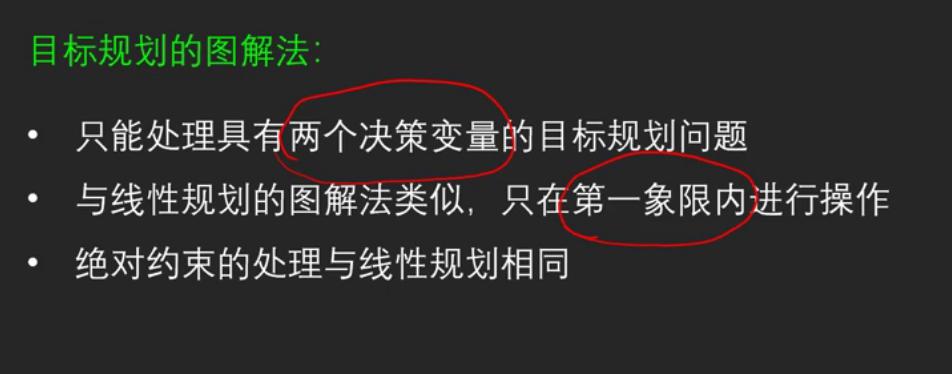 目标规划的图解法：
• 只能处理具有两个决策变量的目标规划问题
• 与线性规划的图解法类似，只在第一象限内进行操作
• 绝对约束的处理与线性规划相同